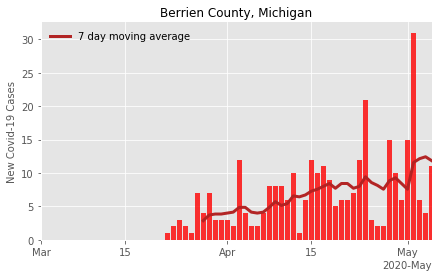 Berrien County, Michigan
7 day moving average
New Covid-19 Cases
30
25
20
15
10
5
0
Mar 15 Apr 15 May
2020-May